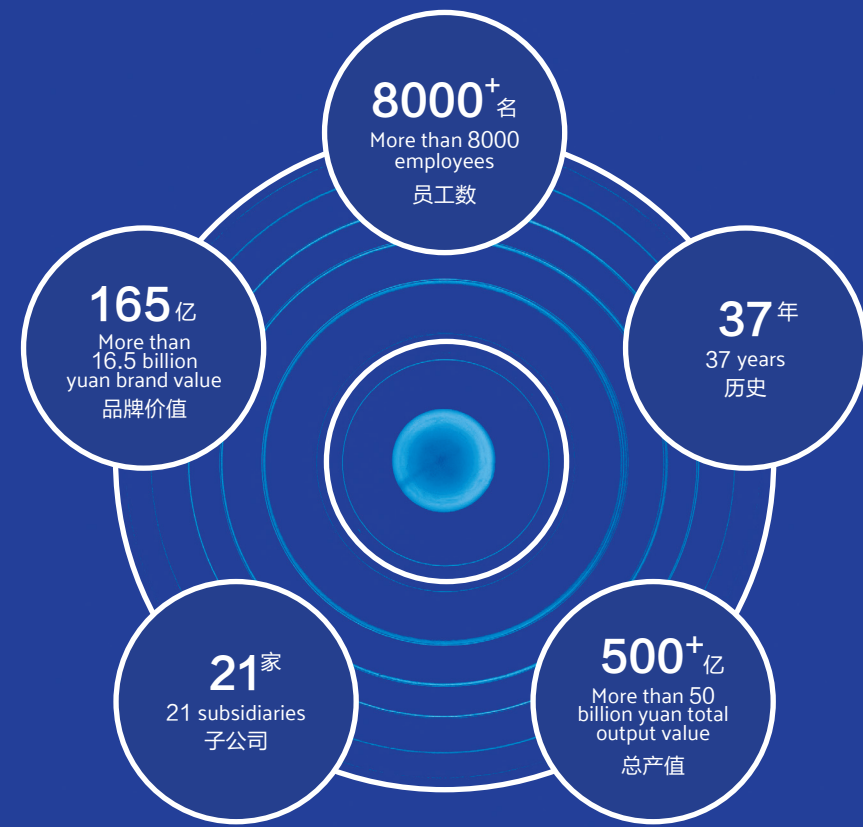 8000+名
More than 8000
employees
员工数
165亿
More than
16.5 billion
yuan brand value
品牌价值
37年
37 years
历史
21家
21 subsidiaries
子公司
500+亿
More than 50
billion yuan total
output value
总产值